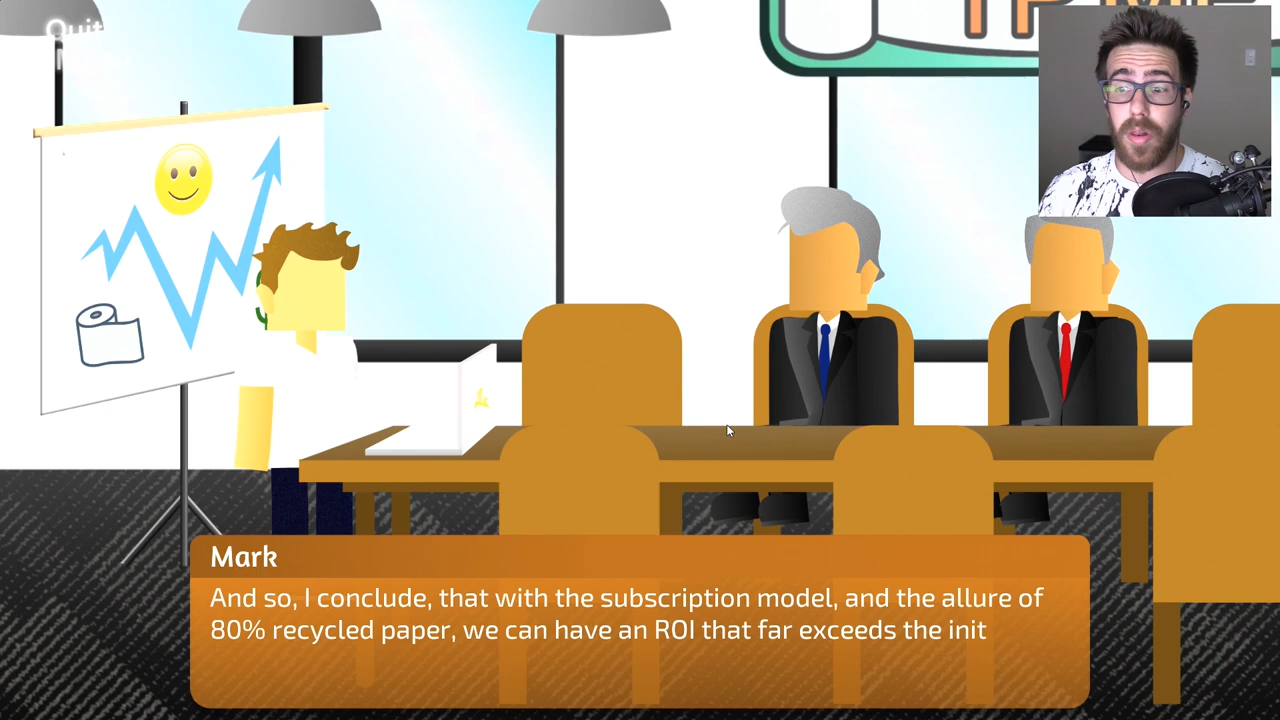 Quit
Mark
And so, I conclude, that with the subscription model, and the allure of
80% recycled paper, we can have an ROI that far exceeds the init